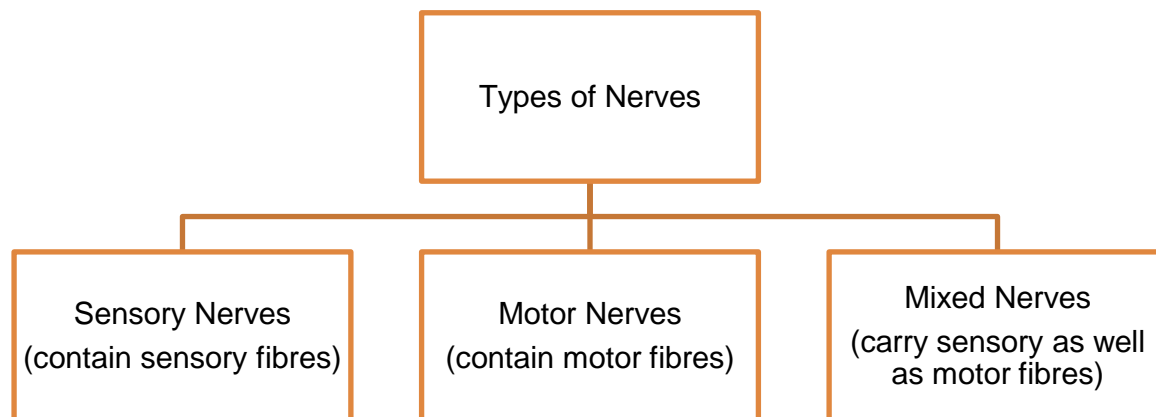 Types of Nerves
Sensory Nerves
(contain sensory fibres)
Motor Nerves
(contain motor fibres)
Mixed Nerves
(carry sensory as well
as motor fibres)